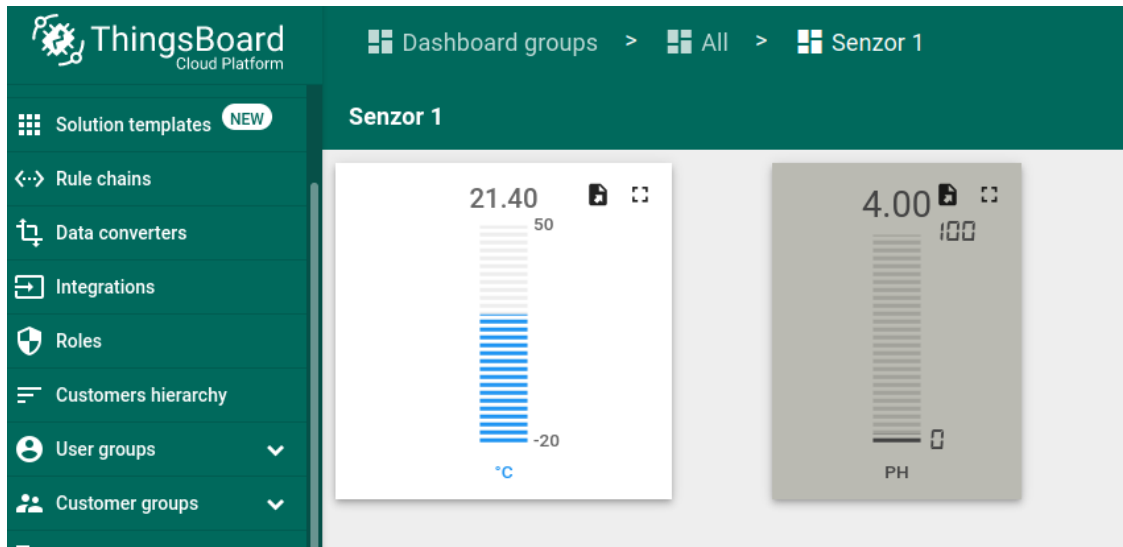 ThingsBoard
Cloud Platform
Dashboard groups > All > Senzor 1
Solution templates NEW
Senzor 1
Rule chains
Data converters
Integrations
Roles
Customers hierarchy
User groups
Customer groups
21.40
50
-20
°C
4.00
100
0
PH